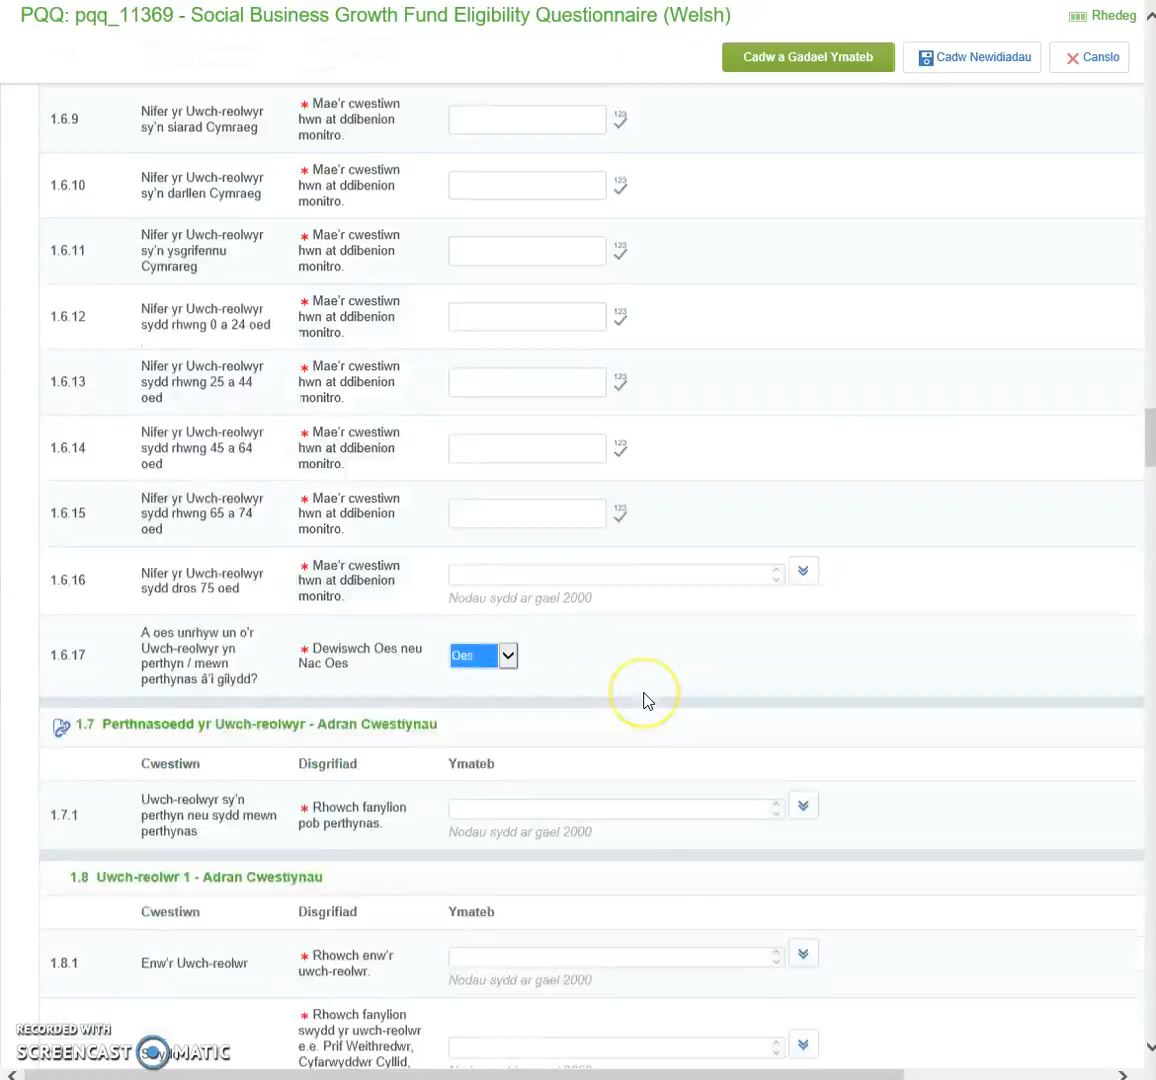 PQQ: pqq_11369 - Social Business Growth Fund Eligibility Questionnaire (Welsh)
Rhedeg
Cadw a Gadael Ymateb
Cadw Newidiadau
Canslo
1.6.9
Nifer yr Uwch-reolwyr
sy'n siarad Cymraeg
* Mae'r cwestiwn
hwn at ddibenion
monitro.
123
1.6.10
Nifer yr Uwch-reolwyr
sy'n darllen Cymraeg
* Mae'r cwestiwn
hwn at ddibenion
monitro.
123
1.6.11
Nifer yr Uwch-reolwyr
sy'n ysgrifennu
Cymrareg
* Mae'r cwestiwn
hwn at ddibenion
monitro.
123
1.6.12
Nifer yr Uwch-reolwyr
sydd rhwng 0 a 24 oed
* Mae'r cwestiwn
hwn at ddibenion
monitro.
123
1.6.13
Nifer yr Uwch-reolwyr
sydd rhwng 25 a 44
oed
* Mae'r cwestiwn
hwn at ddibenion
monitro.
123
1.6.14
Nifer yr Uwch-reolwyr
sydd rhwng 45 a 64
oed
* Mae'r cwestiwn
hwn at ddibenion
monitro.
123
1.6.15
Nifer yr Uwch-reolwyr
sydd rhwng 65 a 74
oed
* Mae'r cwestiwn
hwn at ddibenion
monitro.
123
1.6.16
Nifer yr Uwch-reolwyr
sydd dros 75 oed
* Mae'r cwestiwn
hwn at ddibenion
monitro.
Nodau sydd ar gael 2000
1.6.17
A oes unrhyw un o'r
Uwch-reolwyr yn
perthyn / mewn
perthynas â'i gilydd?
* Dewiswch Oes neu
Nac Oes
Oes
1.7 Perthnasoedd yr Uwch-reolwyr - Adran Cwestiynau
Cwestiwn
Disgrifiad
Ymateb
1.7.1
Uwch-reolwyr sy'n
perthyn neu sydd mewn
perthynas
* Rhowch fanylion
pob perthynas.
Nodau sydd ar gael 2000
1.8 Uwch-reolwr 1 - Adran Cwestiynau
Cwestiwn
Disgrifiad
Ymateb
1.8.1
Enw'r Uwch-reolwr
* Rhowch enw'r
uwch-reolwr.
Nodau sydd ar gael 2000
* Rhowch fanylion
swydd yr uwch-reolwr
e.e. Prif Weithredwr,
Cyfarwyddwr Cyllid,
RECORDED WITH
SCREENCAST MATIC